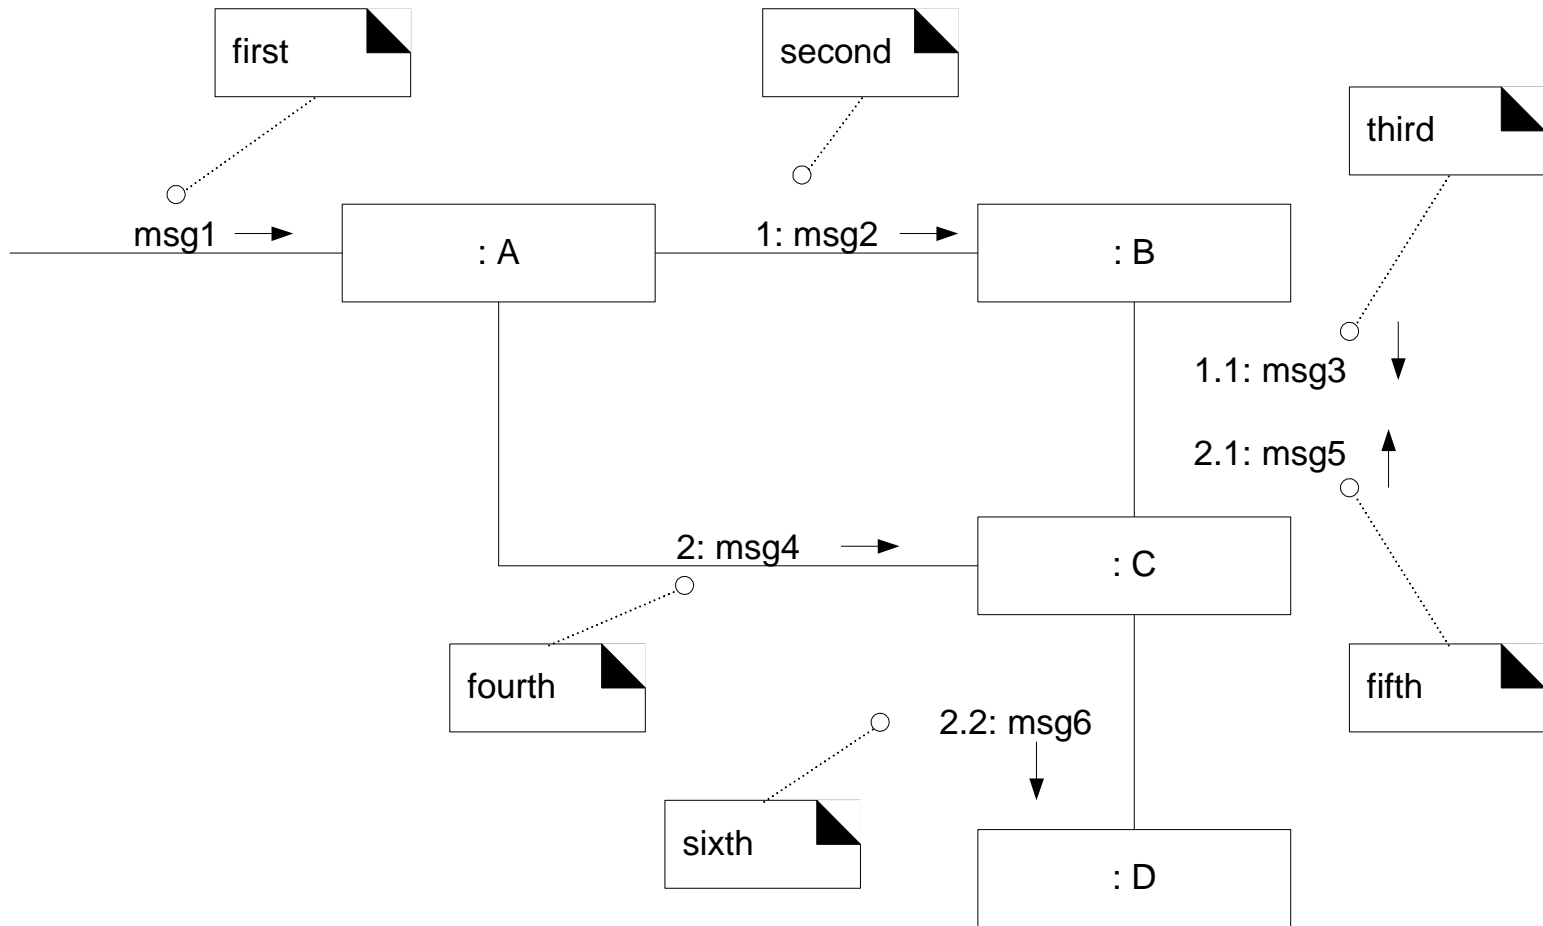 first
second
third
msg1
: A
1: msg2
: B
1.1: msg3
2.1: msg5
2: msg4
: C
fourth
fifth
2.2: msg6
sixth
: D